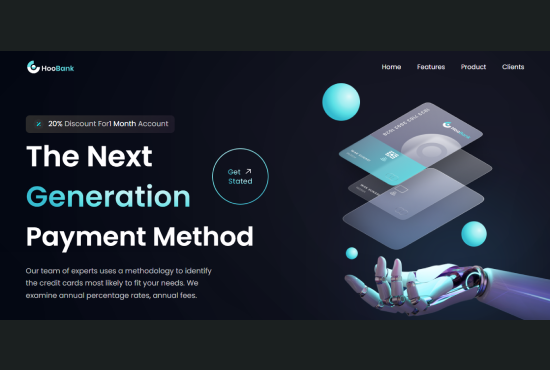 HooBank
Home Features Product Clients
20% Discount For1 Month Account
The Next
Generation
Payment Method
Get
Stated
Our team of experts uses a methodology to identify
the credit cards most likely to fit your needs. We
examine annual percentage rates, annual fees.
HooBank